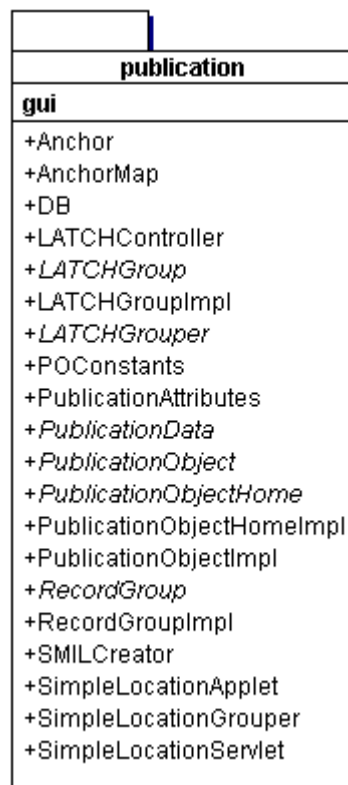 publication
gui
+Anchor
+AnchorMap
+DB
+LATCHController
+LATCHGroup
+LATCHGroupImpl
+LATCHGrouper
+POConstants
+PublicationAttributes
+PublicationData
+PublicationObject
+PublicationObjectHome
+PublicationObjectHomeImpl
+PublicationObjectImpl
+RecordGroup
+RecordGroupImpl
+SMILCreator
+SimpleLocationApplet
+SimpleLocationGrouper
+SimpleLocationServlet